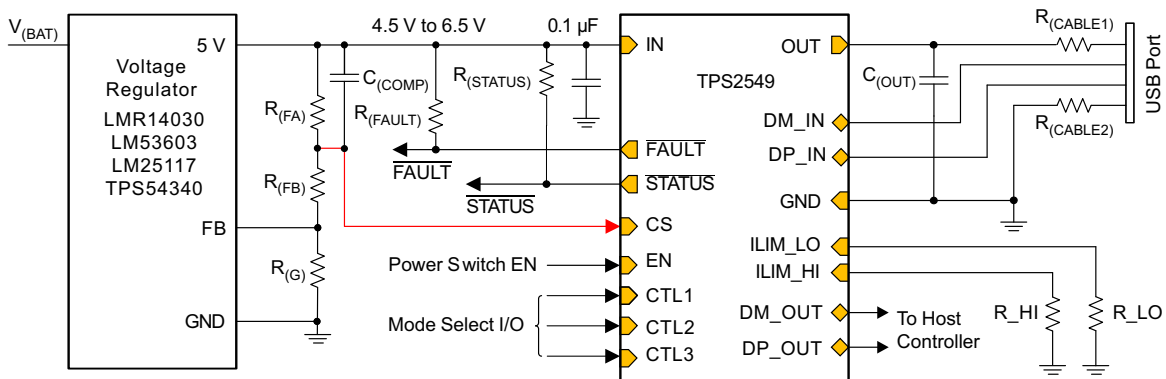 V(BAT)
5 V
Voltage
Regulator
LMR14030
LM53603
LM25117
TPS54340
FB
GND
4.5 V to 6.5 V
0.1 µF
C(COMP)
R(FA)
R(FAULT)
R(STATUS)
R(FB)
R(G)
FAULT
STATUS
Power Switch EN
Mode Select I/O
TPS2549
IN
FAULT
STATUS
CS
EN
CTL1
CTL2
CTL3
OUT
DM_IN
DP_IN
GND
ILIM_LO
ILIM_HI
DM_OUT
DP_OUT
C(OUT)
R(CABLE1)
R(CABLE2)
USB Port
R_HI
R_LO
To Host
Controller